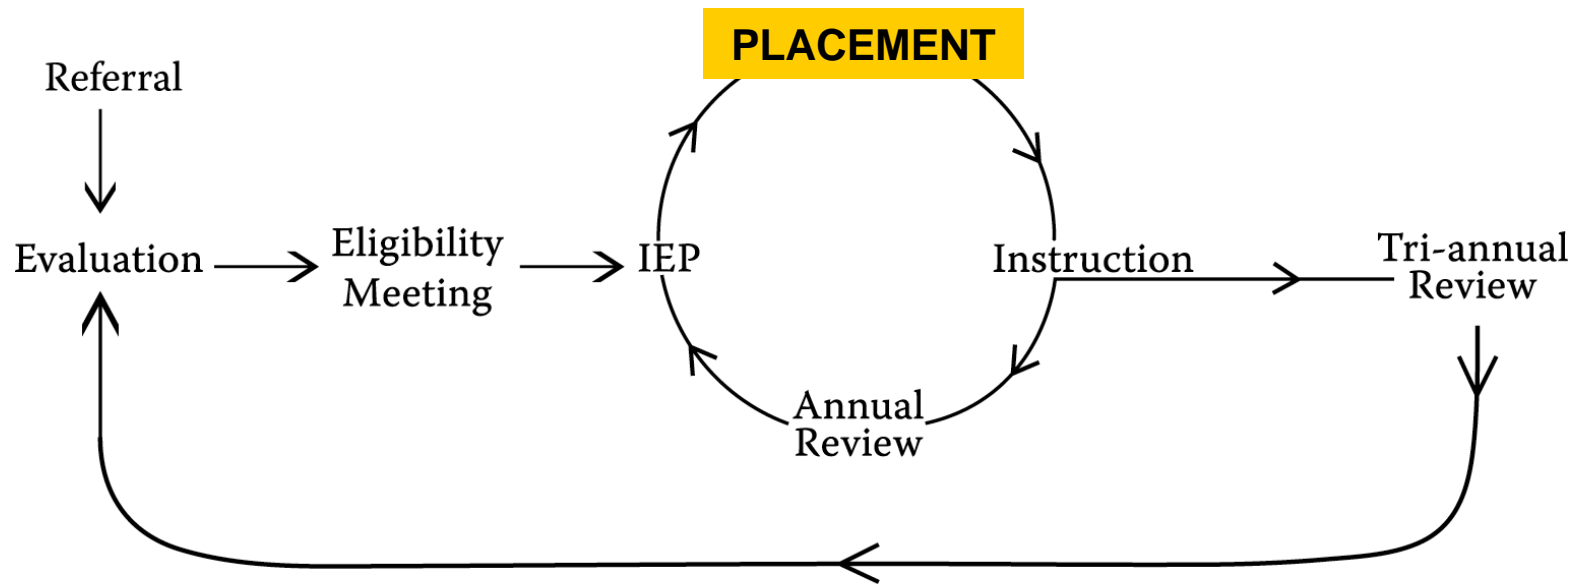 PLACEMENT
Referral
Evaluation
Eligibility
Meeting
IEP
Instruction
Tri-annual
Review
Annual
Review